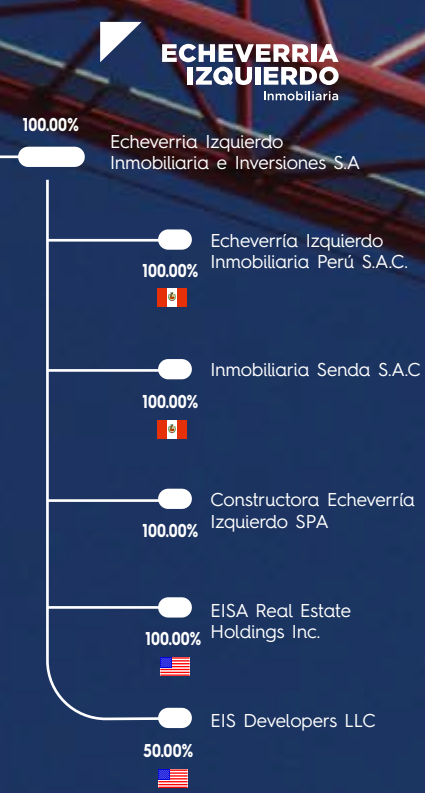 ECHEVERRIA
IZQUIERDO
Inmobiliaria
100.00%
Echeverria Izquierdo
Inmobiliaria e Inversiones S.A
Echeverría Izquierdo
Inmobiliaria Perú S.A.C.
100.00%
Inmobiliaria Senda S.A.C
100.00%
Constructora Echeverría
Izquierdo SPA
100.00%
EISA Real Estate
Holdings Inc.
100.00%
EIS Developers LLC
50.00%